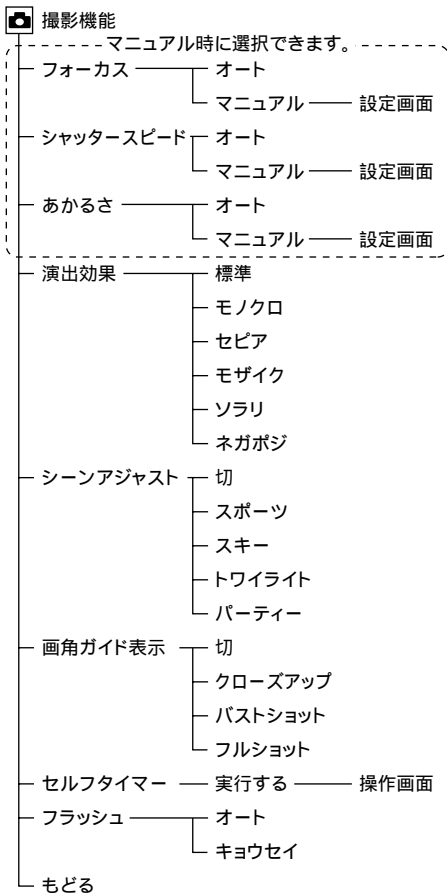 撮影機能
マニュアル時に選択できます。
フォーカス オート
マニュアル 設定画面
シャッタースピード オート
マニュアル 設定画面
あかるさ オート
マニュアル 設定画面
演出効果 標準
モノクロ
セピア
モザイク
ソラリ
ネガポジ
シーンアジャスト 切
スポーツ
スキー
トワイライト
パーティー
画角ガイド表示 切
クローズアップ
バストショット
フルショット
セルフタイマー 実行する 操作画面
フラッシュ オート
キョウセイ
もどる